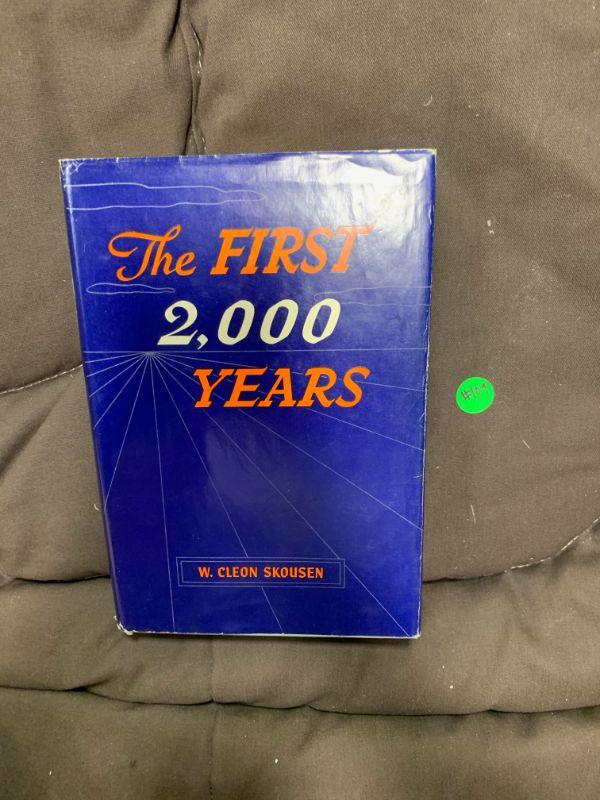 The FIRST
2,000
YEARS
W. CLEON SKOUSEN